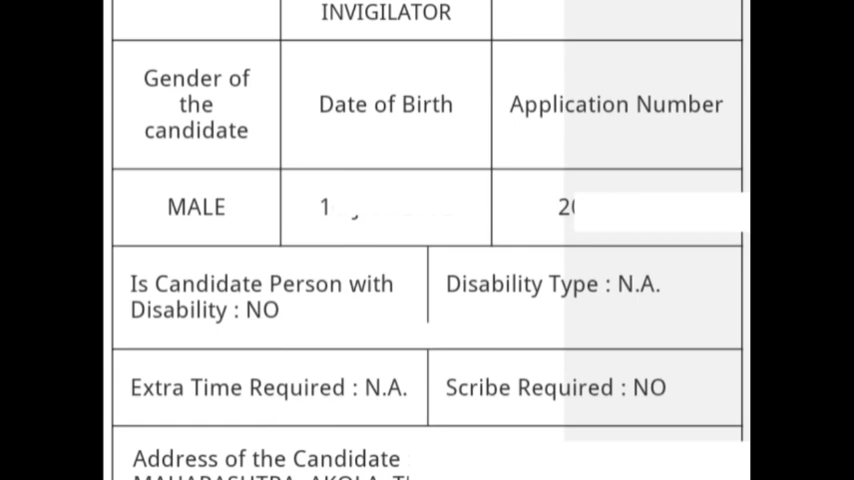 INVIGILATOR
Gender of
the
candidate
Date of Birth
Application Number
MALE
1
20
Is Candidate Person with
Disability : NO
Disability Type : N.A.
Extra Time Required : N.A.
Scribe Required : NO
Address of the Candidate
MAHARASHTRA, AKOLA,